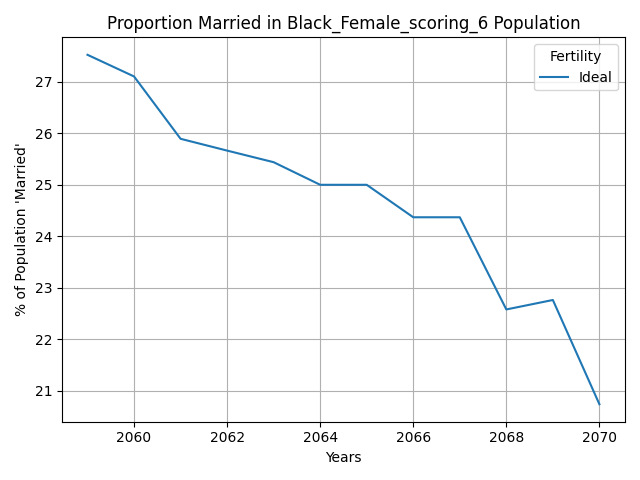 Proportion Married in Black_Female_scoring_6 Population
Fertility
Ideal
% of Population 'Married'
27
26
25
24
23
22
21
2060 2062 2064 2066 2068 2070
Years